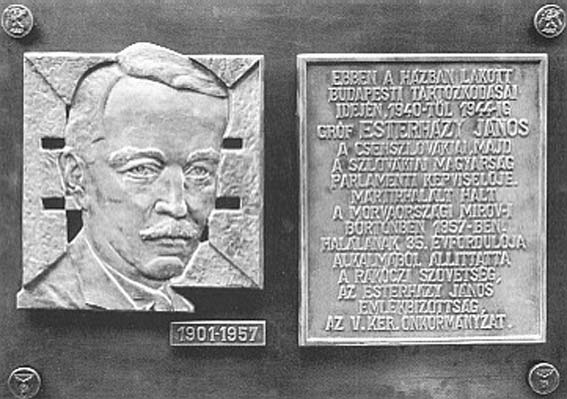 EBBEN A HÁZBAN LAKOTT
BUDAPESTI TARTÓZKODÁSAI
IDEJÉN, 1940-TŐL 1944-IG
GRÓF ESTERHÁZY JÁNOS
A CSEHSZLOVÁKIAI, MAJD
A SZLOVÁKIAI MAGYARSÁG
PARLAMENTI KÉPVISELŐJE.
MÁRTÍRHALÁLT HALT
A MORVAORSZÁGI MIROV-I
BÖRTÖNBEN 1957-BEN.
HALÁLÁNAK 35. ÉVFORDULÓJA
ALKALMÁBÓL ÁLLÍTTATTA
A RÁKÓCZI SZÖVETSÉG,
AZ ESTERHÁZY JÁNOS
EMLÉKBIZOTTSÁG,
AZ V. KER. ÖNKORMÁNYZAT.
1901-1957